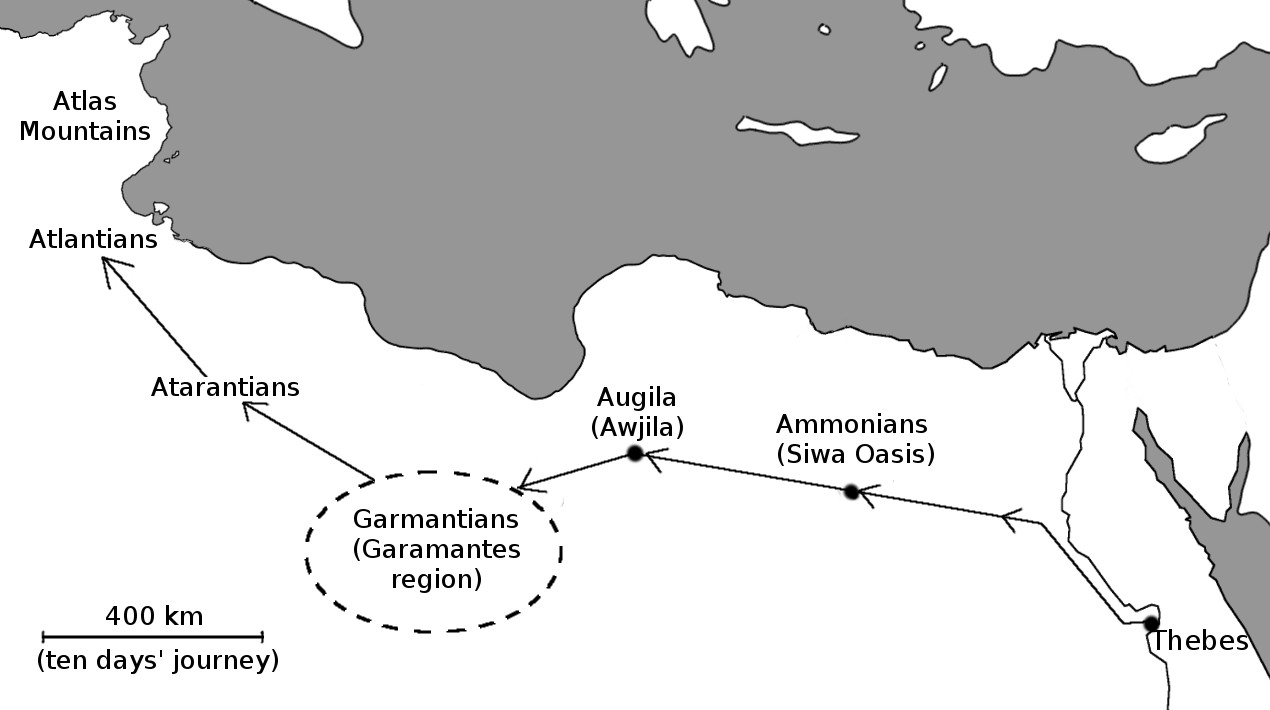 Atlas
Mountains
Atlantians
Atarantians
Augila
(Awjila)
Ammonians
(Siwa Oasis)
Garmantians
(Garamantes
region)
400 km
(ten days' journey)
Thebes